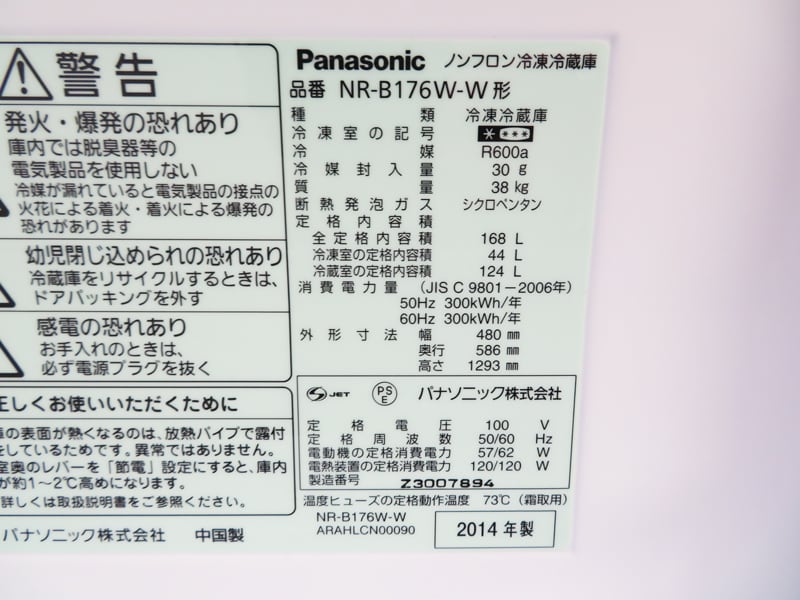 警告
発火・爆発の恐れあり
庫内では脱臭器等の
電気製品を使用しない
冷媒が漏れていると電気製品の接点の
火花による着火・着火による爆発の
恐れがあります
幼児閉じ込められの恐れあり
冷蔵庫をリサイクルするときは、
ドアパッキングを外す
感電の恐れあり
お手入れのときは、
必ず電源プラグを抜く
正しくお使いいただくために
の表面が熱くなるのは、放熱パイプで露付
をしているためです。異常ではありません。
室奥のレバーを「節電」設定にすると、庫内
が約1～2℃高めになります。
詳しくは取扱説明書をご参照ください。
パナソニック株式会社 中国製
Panasonic ノンフロン冷凍冷蔵庫
品番 NR-B176W-W形
種類 冷凍冷蔵庫
冷凍室の記号
冷媒 R600a
冷媒封入量 30 g
質量 38 kg
断熱発泡ガス シクロペンタン
定格内容積
全定格内容積 168 L
冷凍室の定格内容積 44 L
冷蔵室の定格内容積 124 L
消費電力量 (JIS C 9801-2006年)
50Hz 300kWh/年
60Hz 300kWh/年
外形寸法 幅 480 mm
奥行 586 mm
高さ 1293 mm
JET PSE パナソニック株式会社
定格電圧 100 V
定格周波数 50/60 Hz
電動機の定格消費電力 57/62 W
電熱装置の定格消費電力 120/120 W
製造番号 Z3007894
温度ヒューズの定格動作温度 73℃(霜取用)
NR-B176W-W
ARAHLCN00090
2014年製